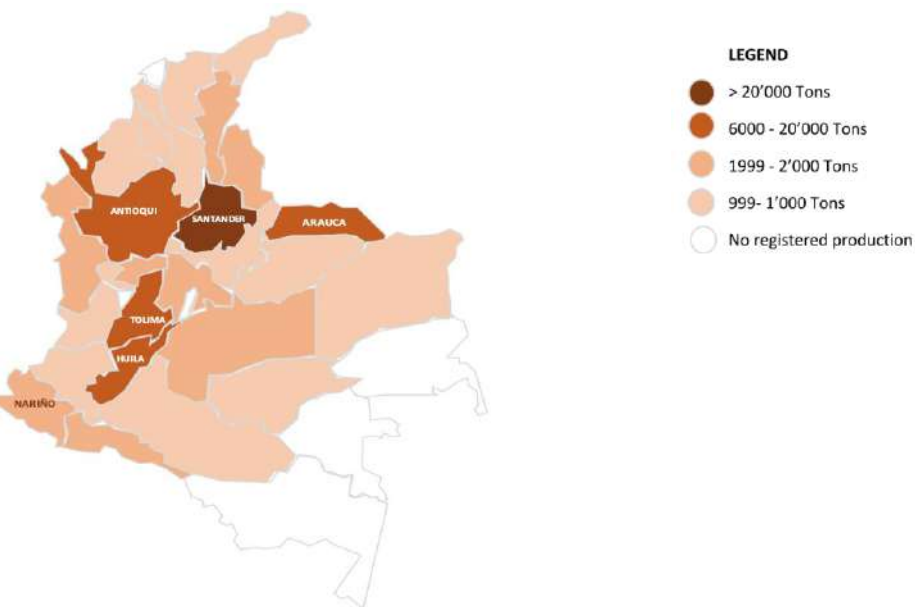 LEGEND
> 20'000 Tons
6000 - 20'000 Tons
1999 - 2'000 Tons
999- 1'000 Tons
No registered production
ANTIOQUI
SANTANDER
ARAUCA
TOLIMA
HUILA
NARIÑO